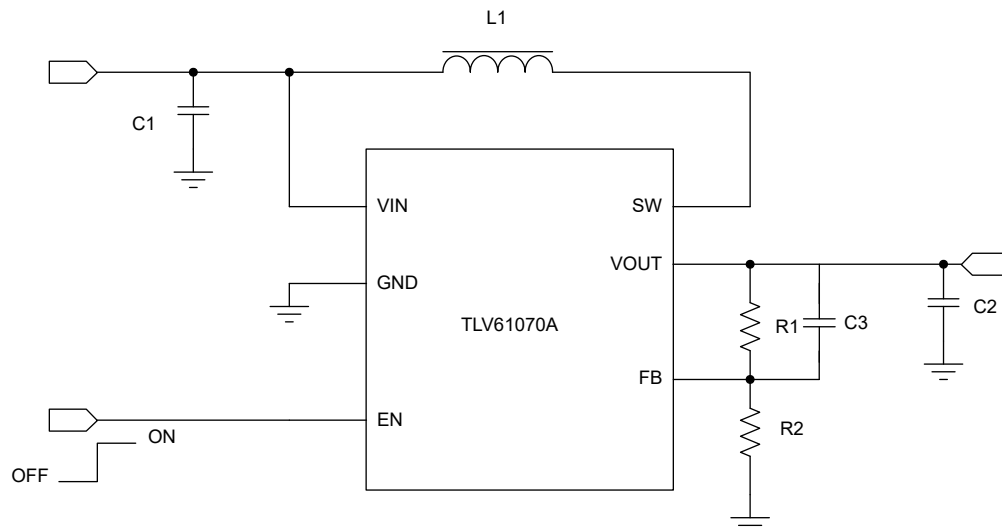 L1
C1
VIN
SW
VOUT
GND
TLV61070A
R1
C3
C2
FB
EN
R2
ON
OFF